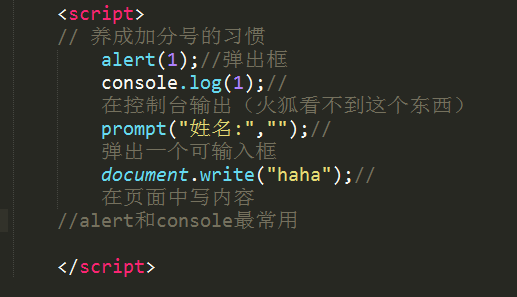 <script>
// 养成加分号的习惯
alert(1);//弹出框
console.log(1);//
在控制台输出（火狐看不到这个东西）
prompt("姓名:","");//
弹出一个可输入框
document.write("haha");//
在页面中写内容
//alert和console最常用
</script>